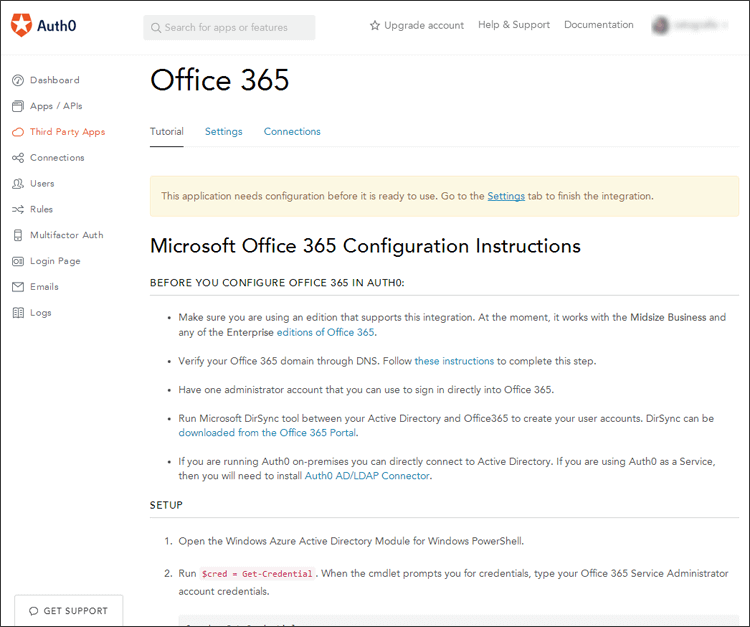 Auth0
Search for apps or features
Upgrade account
Help & Support
Documentation
Dashboard
Apps / APIs
Third Party Apps
Connections
Users
Rules
Multifactor Auth
Login Page
Emails
Logs
GET SUPPORT
Office 365
Tutorial
Settings
Connections
This application needs configuration before it is ready to use. Go to the Settings tab to finish the integration.
Microsoft Office 365 Configuration Instructions
BEFORE YOU CONFIGURE OFFICE 365 IN AUTH0:
• Make sure you are using an edition that supports this integration. At the moment, it works with the Midsize Business and
any of the Enterprise editions of Office 365.
• Verify your Office 365 domain through DNS. Follow these instructions to complete this step.
• Have one administrator account that you can use to sign in directly into Office 365.
• Run Microsoft DirSync tool between your Active Directory and Office365 to create your user accounts. DirSync can be
downloaded from the Office 365 Portal.
• If you are running Auth0 on-premises you can directly connect to Active Directory. If you are using Auth0 as a Service,
then you will need to install Auth0 AD/LDAP Connector.
SETUP
1. Open the Windows Azure Active Directory Module for Windows PowerShell.
2. Run $cred = Get-Credential. When the cmdlet prompts you for credentials, type your Office 365 Service Administrator
account credentials.